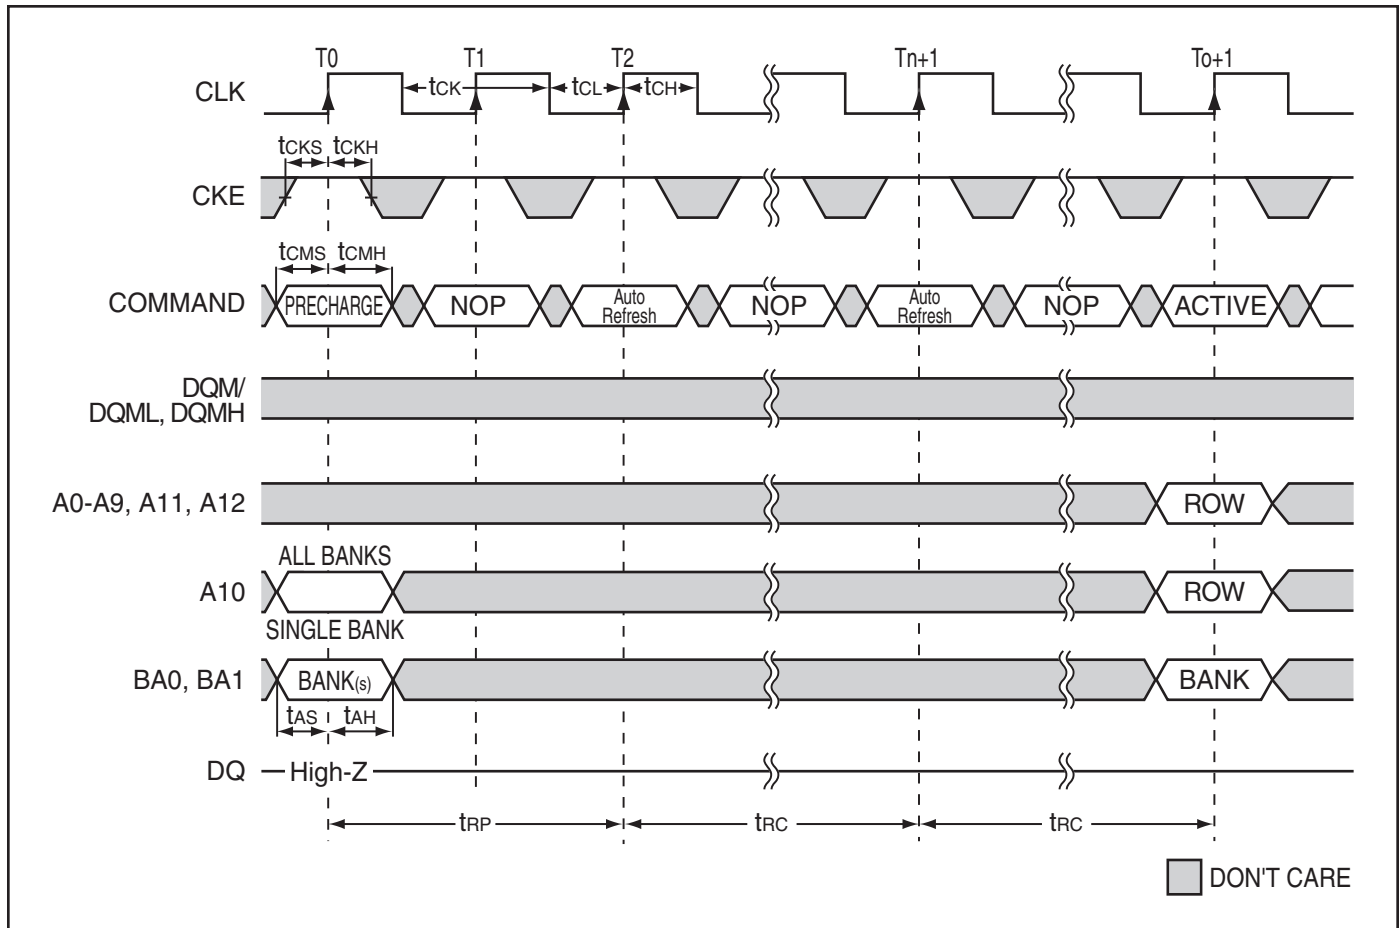 T0 T1 T2 Tn+1 To+1
CLK tCK tCL tCH
tCKS tCKH
CKE
tCMS tCMH
COMMAND PRECHARGE NOP Auto Refresh NOP Auto Refresh NOP ACTIVE
DQM/
DQML, DQMH
A0-A9, A11, A12 ROW
ALL BANKS
A10 ROW
SINGLE BANK
BA0, BA1 BANK(s) BANK
tAS tAH
DQ High-Z
tRP tRC tRC
DON'T CARE